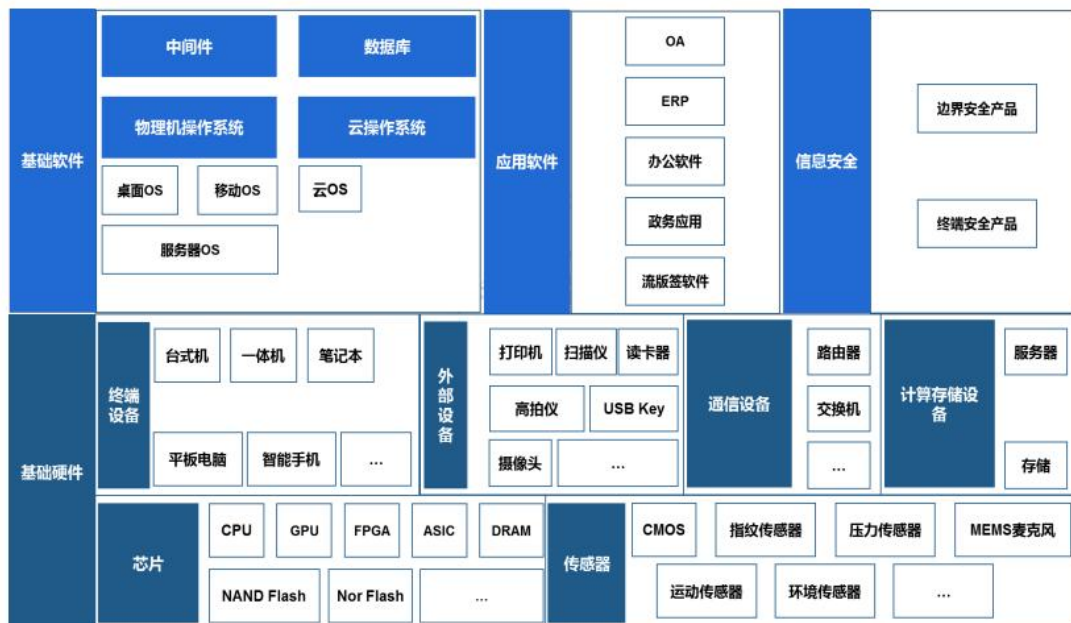 基础软件
中间件
数据库
物理机操作系统
云操作系统
桌面OS
移动OS
云OS
服务器OS
应用软件
OA
ERP
办公软件
政务应用
流版签软件
信息安全
边界安全产品
终端安全产品
基础硬件
终端
设备
台式机
一体机
笔记本
平板电脑
智能手机
...
外
部
设
备
打印机
扫描仪
读卡器
高拍仪
USB Key
摄像头
...
通信设备
路由器
交换机
...
计算存储设
备
服务器
存储
芯片
CPU
GPU
FPGA
ASIC
DRAM
NAND Flash
Nor Flash
...
传感器
CMOS
指纹传感器
压力传感器
MEMS麦克风
运动传感器
环境传感器
...